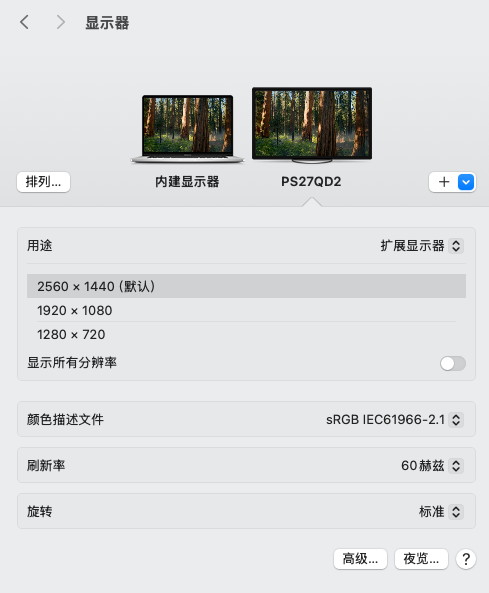 显示器
内建显示器
PS27QD2
排列...
用途
扩展显示器
2560 × 1440 (默认)
1920 × 1080
1280 × 720
显示所有分辨率
颜色描述文件
sRGB IEC61966-2.1
刷新率
60赫兹
旋转
标准
高级...
夜览...
?